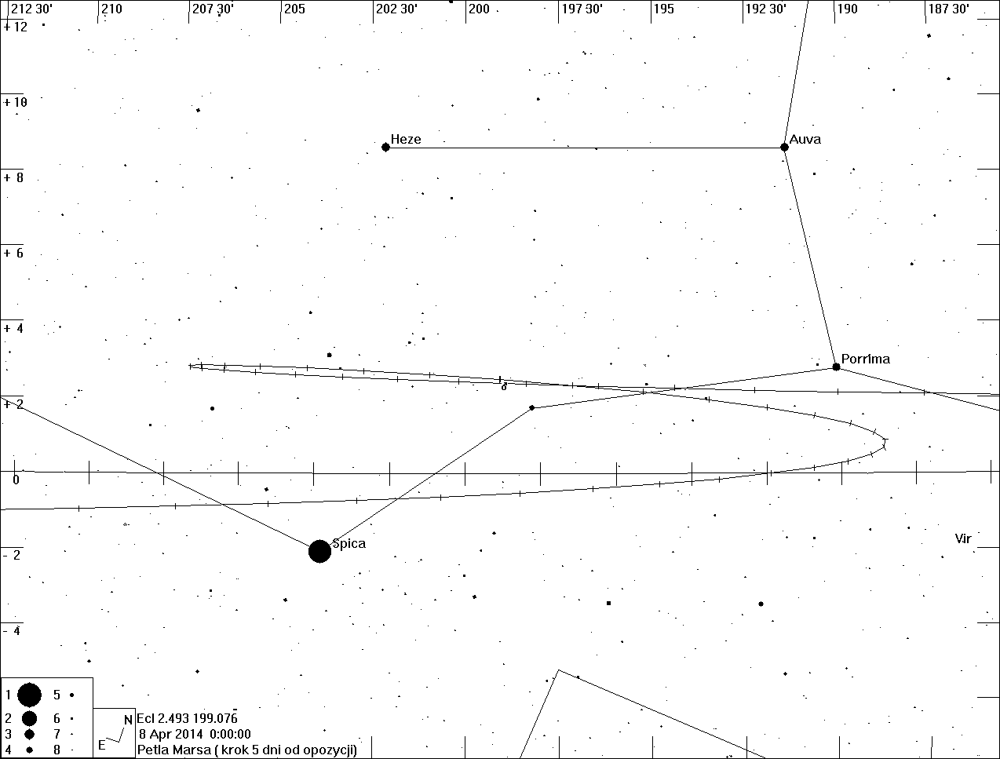 212 30' 210 207 30' 205 202 30' 200 197 30' 195 192 30' 190 187 30'
+ 12
+ 10
Heze Auva
+ 8
+ 6
+ 4
Porrima
+ 2
0
Spica Vir
- 2
- 4
1 5
2 6
3 7
4 8
N
E
Ecl 2.493 199.076
8 Apr 2014 0:00:00
Petla Marsa ( krok 5 dni od opozycji)